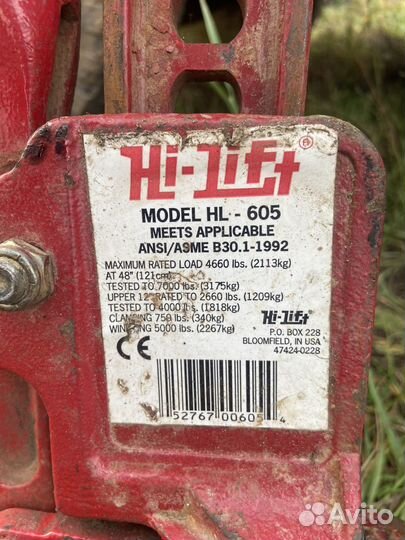 Hi-Lift®
MODEL HL - 605
MEETS APPLICABLE
ANSI/ASME B30.1-1992
MAXIMUM RATED LOAD 4660 lbs. (2113kg)
AT 48" (121cm)
TESTED TO 7000 lbs. (3175kg)
UPPER 12" RATED TO 2660 lbs. (1209kg)
TESTED TO 4000 lbs. (1818kg)
CLAMPING 750 lbs. (340kg)
WINCHING 5000 lbs. (2267kg)
Hi-Lift
P.O. BOX 228
BLOOMFIELD, IN USA
47424-0228
CE
52767 00605 4
Avito